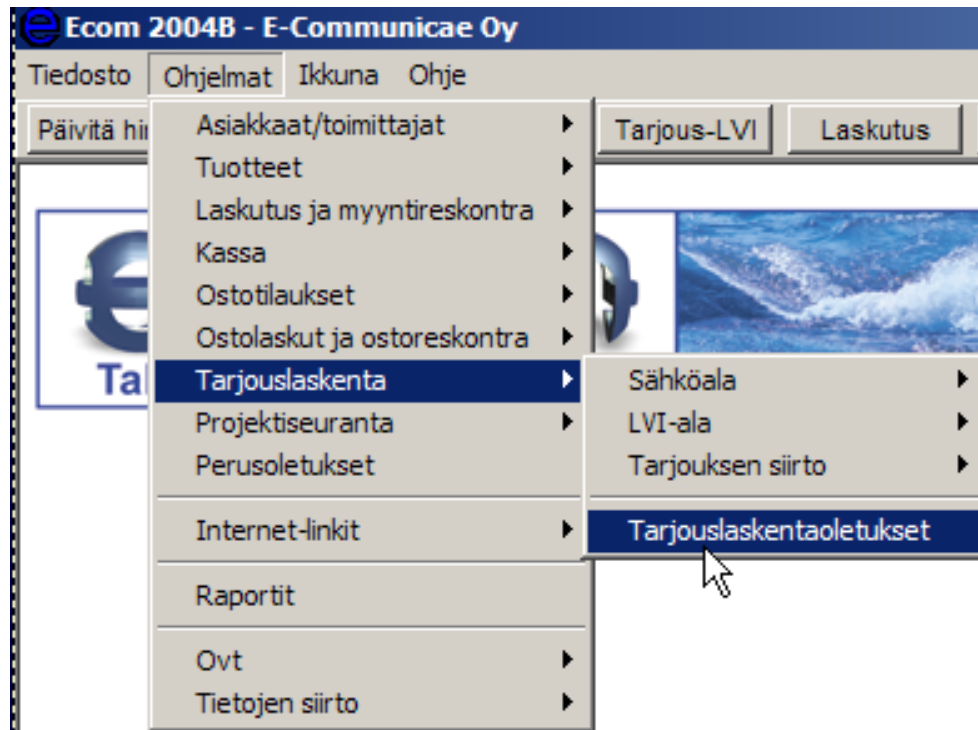 Ecom 2004B - E-Communicae Oy
Tiedosto Ohjelmat Ikkuna Ohje
Päivitä Tarjous-LVI Laskutus
Asiakkaat/toimittajat
Tuotteet
Laskutus ja myyntireskontra
Kassa
Ostotilaukset
Ostolaskut ja ostoreskontra
Tarjouslaskenta
Projektiseuranta
Perusoletukset
Internet-linkit
Raportit
Ovt
Tietojen siirto
Sähköala
LVI-ala
Tarjouksen siirto
Tarjouslaskentaoletukset